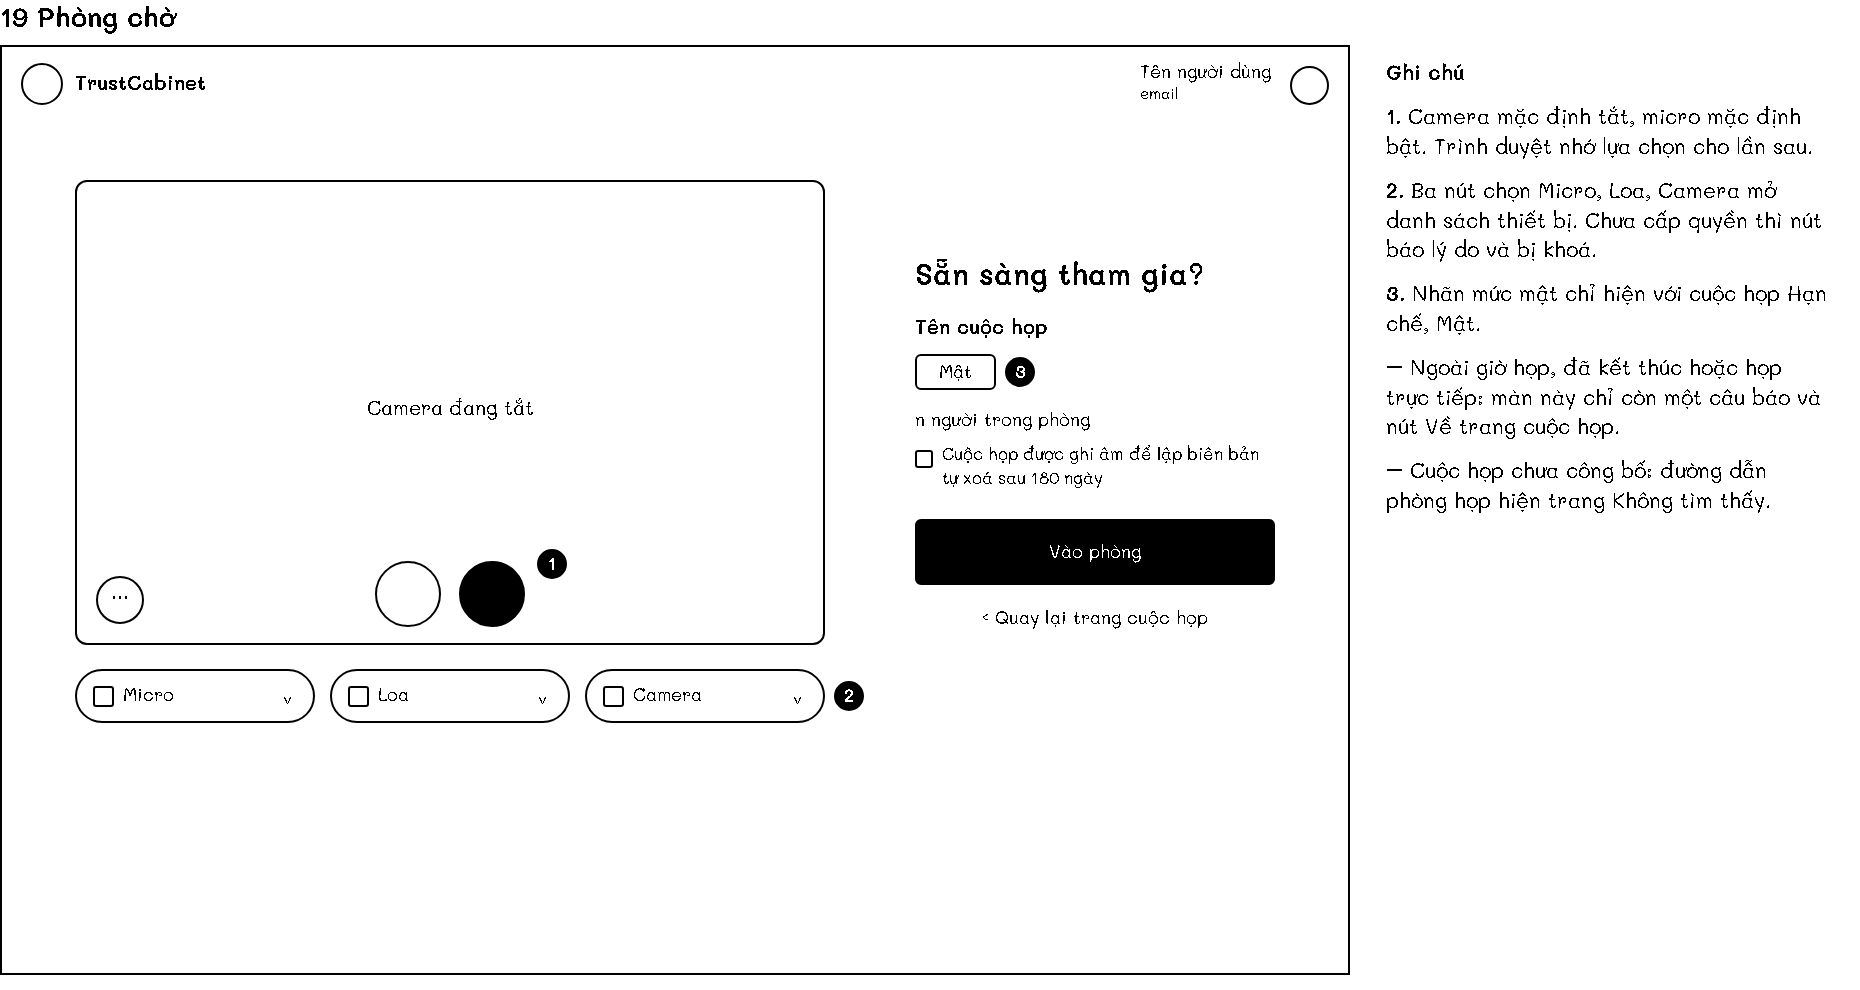 19 Phòng chờ
TrustCabinet
Tên người dùng
email
Camera đang tắt
...
1
Micro
v
Loa
v
Camera
v
2
Sẵn sàng tham gia?
Tên cuộc họp
Mật
3
n người trong phòng
Cuộc họp được ghi âm để lập biên bản
tự xoá sau 180 ngày
Vào phòng
< Quay lại trang cuộc họp
Ghi chú
1. Camera mặc định tắt, micro mặc định
bật. Trình duyệt nhớ lựa chọn cho lần sau.
2. Ba nút chọn Micro, Loa, Camera mở
danh sách thiết bị. Chưa cấp quyền thì nút
báo lý do và bị khoá.
3. Nhãn mức mật chỉ hiện với cuộc họp Hạn
chế, Mật.
— Ngoài giờ họp, đã kết thúc hoặc họp
trực tiếp: màn này chỉ còn một câu báo và
nút Về trang cuộc họp.
— Cuộc họp chưa công bố: đường dẫn
phòng họp hiện trang Không tìm thấy.